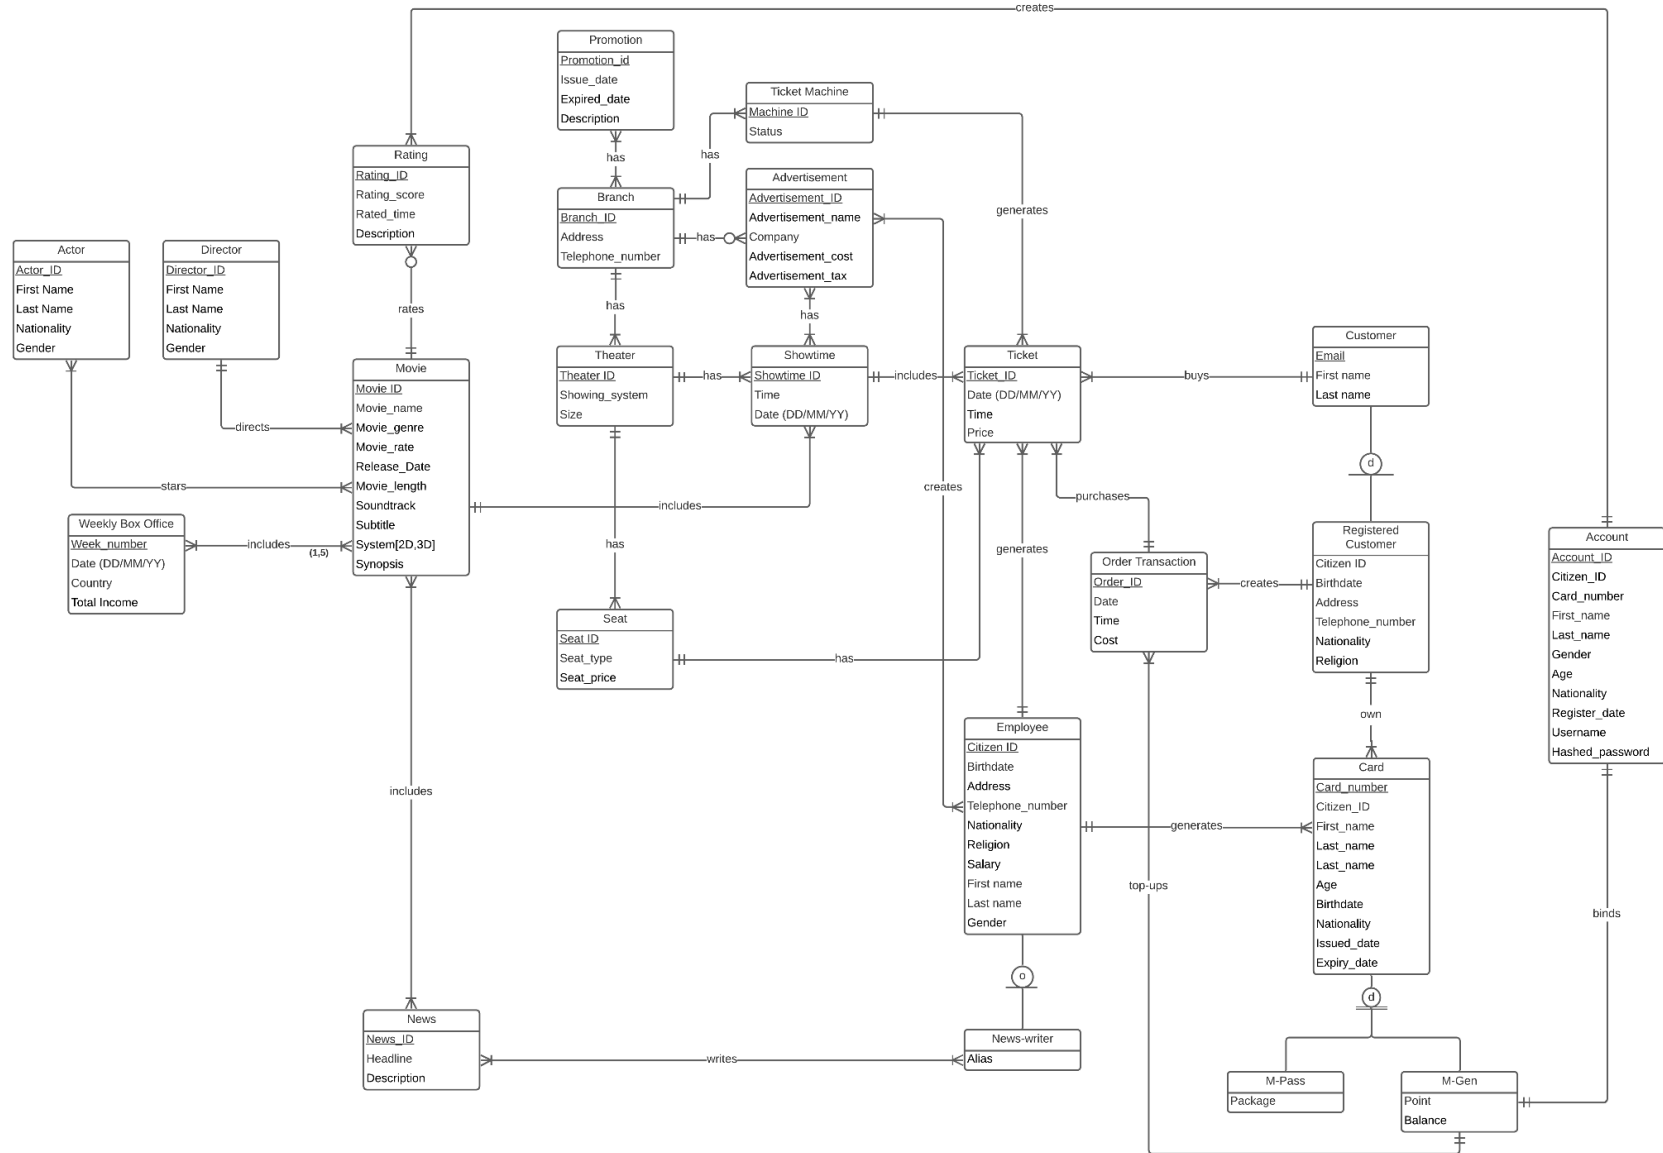 creates
Promotion
Promotion_id
Issue_date
Expired_date
Description
has
Ticket Machine
Machine ID
Status
has
generates
Rating
Rating_ID
Rating_score
Rated_time
Description
rates
Branch
Branch_ID
Address
Telephone_number
has
has
Advertisement
Advertisement_ID
Advertisement_name
Company
Advertisement_cost
Advertisement_tax
has
creates
Actor
Actor_ID
First Name
Last Name
Nationality
Gender
stars
Director
Director_ID
First Name
Last Name
Nationality
Gender
directs
Movie
Movie ID
Movie_name
Movie_genre
Movie_rate
Release_Date
Movie_length
Soundtrack
Subtitle
System[2D,3D]
Synopsis
includes
Theater
Theater ID
Showing_system
Size
has
has
Showtime
Showtime ID
Time
Date (DD/MM/YY)
includes
Ticket
Ticket_ID
Date (DD/MM/YY)
Time
Price
buys
purchases
generates
Customer
Email
First name
Last name
d
Weekly Box Office
Week_number
Date (DD/MM/YY)
Country
Total Income
includes
(1,5)
Seat
Seat ID
Seat_type
Seat_price
has
Order Transaction
Order_ID
Date
Time
Cost
creates
Registered
Customer
Citizen ID
Birthdate
Address
Telephone_number
Nationality
Religion
own
Account
Account_ID
Citizen_ID
Card_number
First_name
Last_name
Gender
Age
Nationality
Register_date
Username
Hashed_password
binds
includes
Employee
Citizen ID
Birthdate
Address
Telephone_number
Nationality
Religion
Salary
First name
Last name
Gender
o
generates
top-ups
Card
Card_number
Citizen_ID
First_name
Last_name
Last_name
Age
Birthdate
Nationality
Issued_date
Expiry_date
d
News
News_ID
Headline
Description
writes
News-writer
Alias
M-Pass
Package
M-Gen
Point
Balance